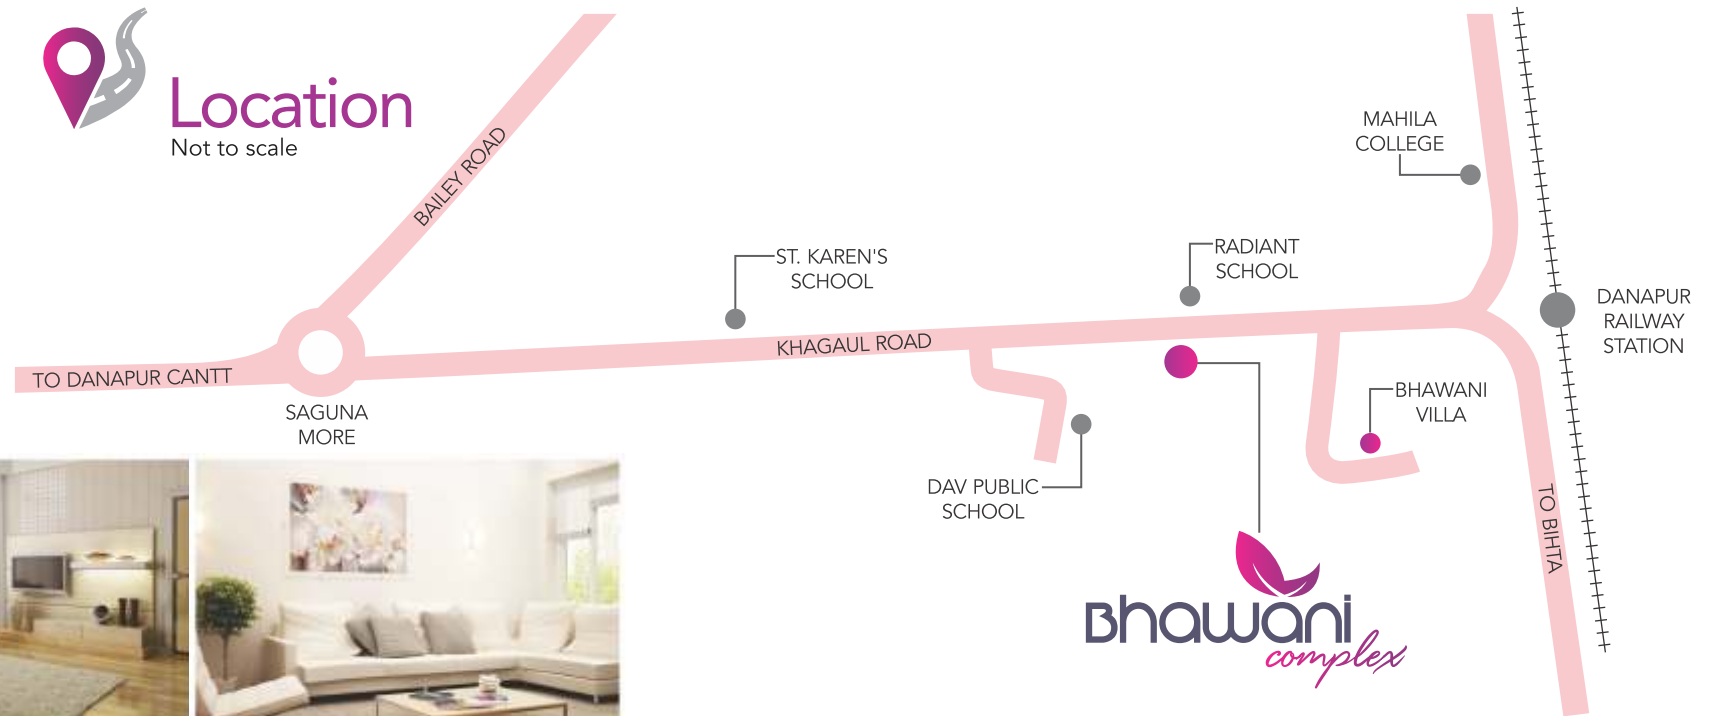 Location
Not to scale
BAILEY ROAD
MAHILA
COLLEGE
ST. KAREN'S
SCHOOL
RADIANT
SCHOOL
DANAPUR
RAILWAY
STATION
KHAGAUL ROAD
TO DANAPUR CANTT
SAGUNA
MORE
BHAWANI
VILLA
DAV PUBLIC
SCHOOL
TO BIHTA
Bhawani
complex